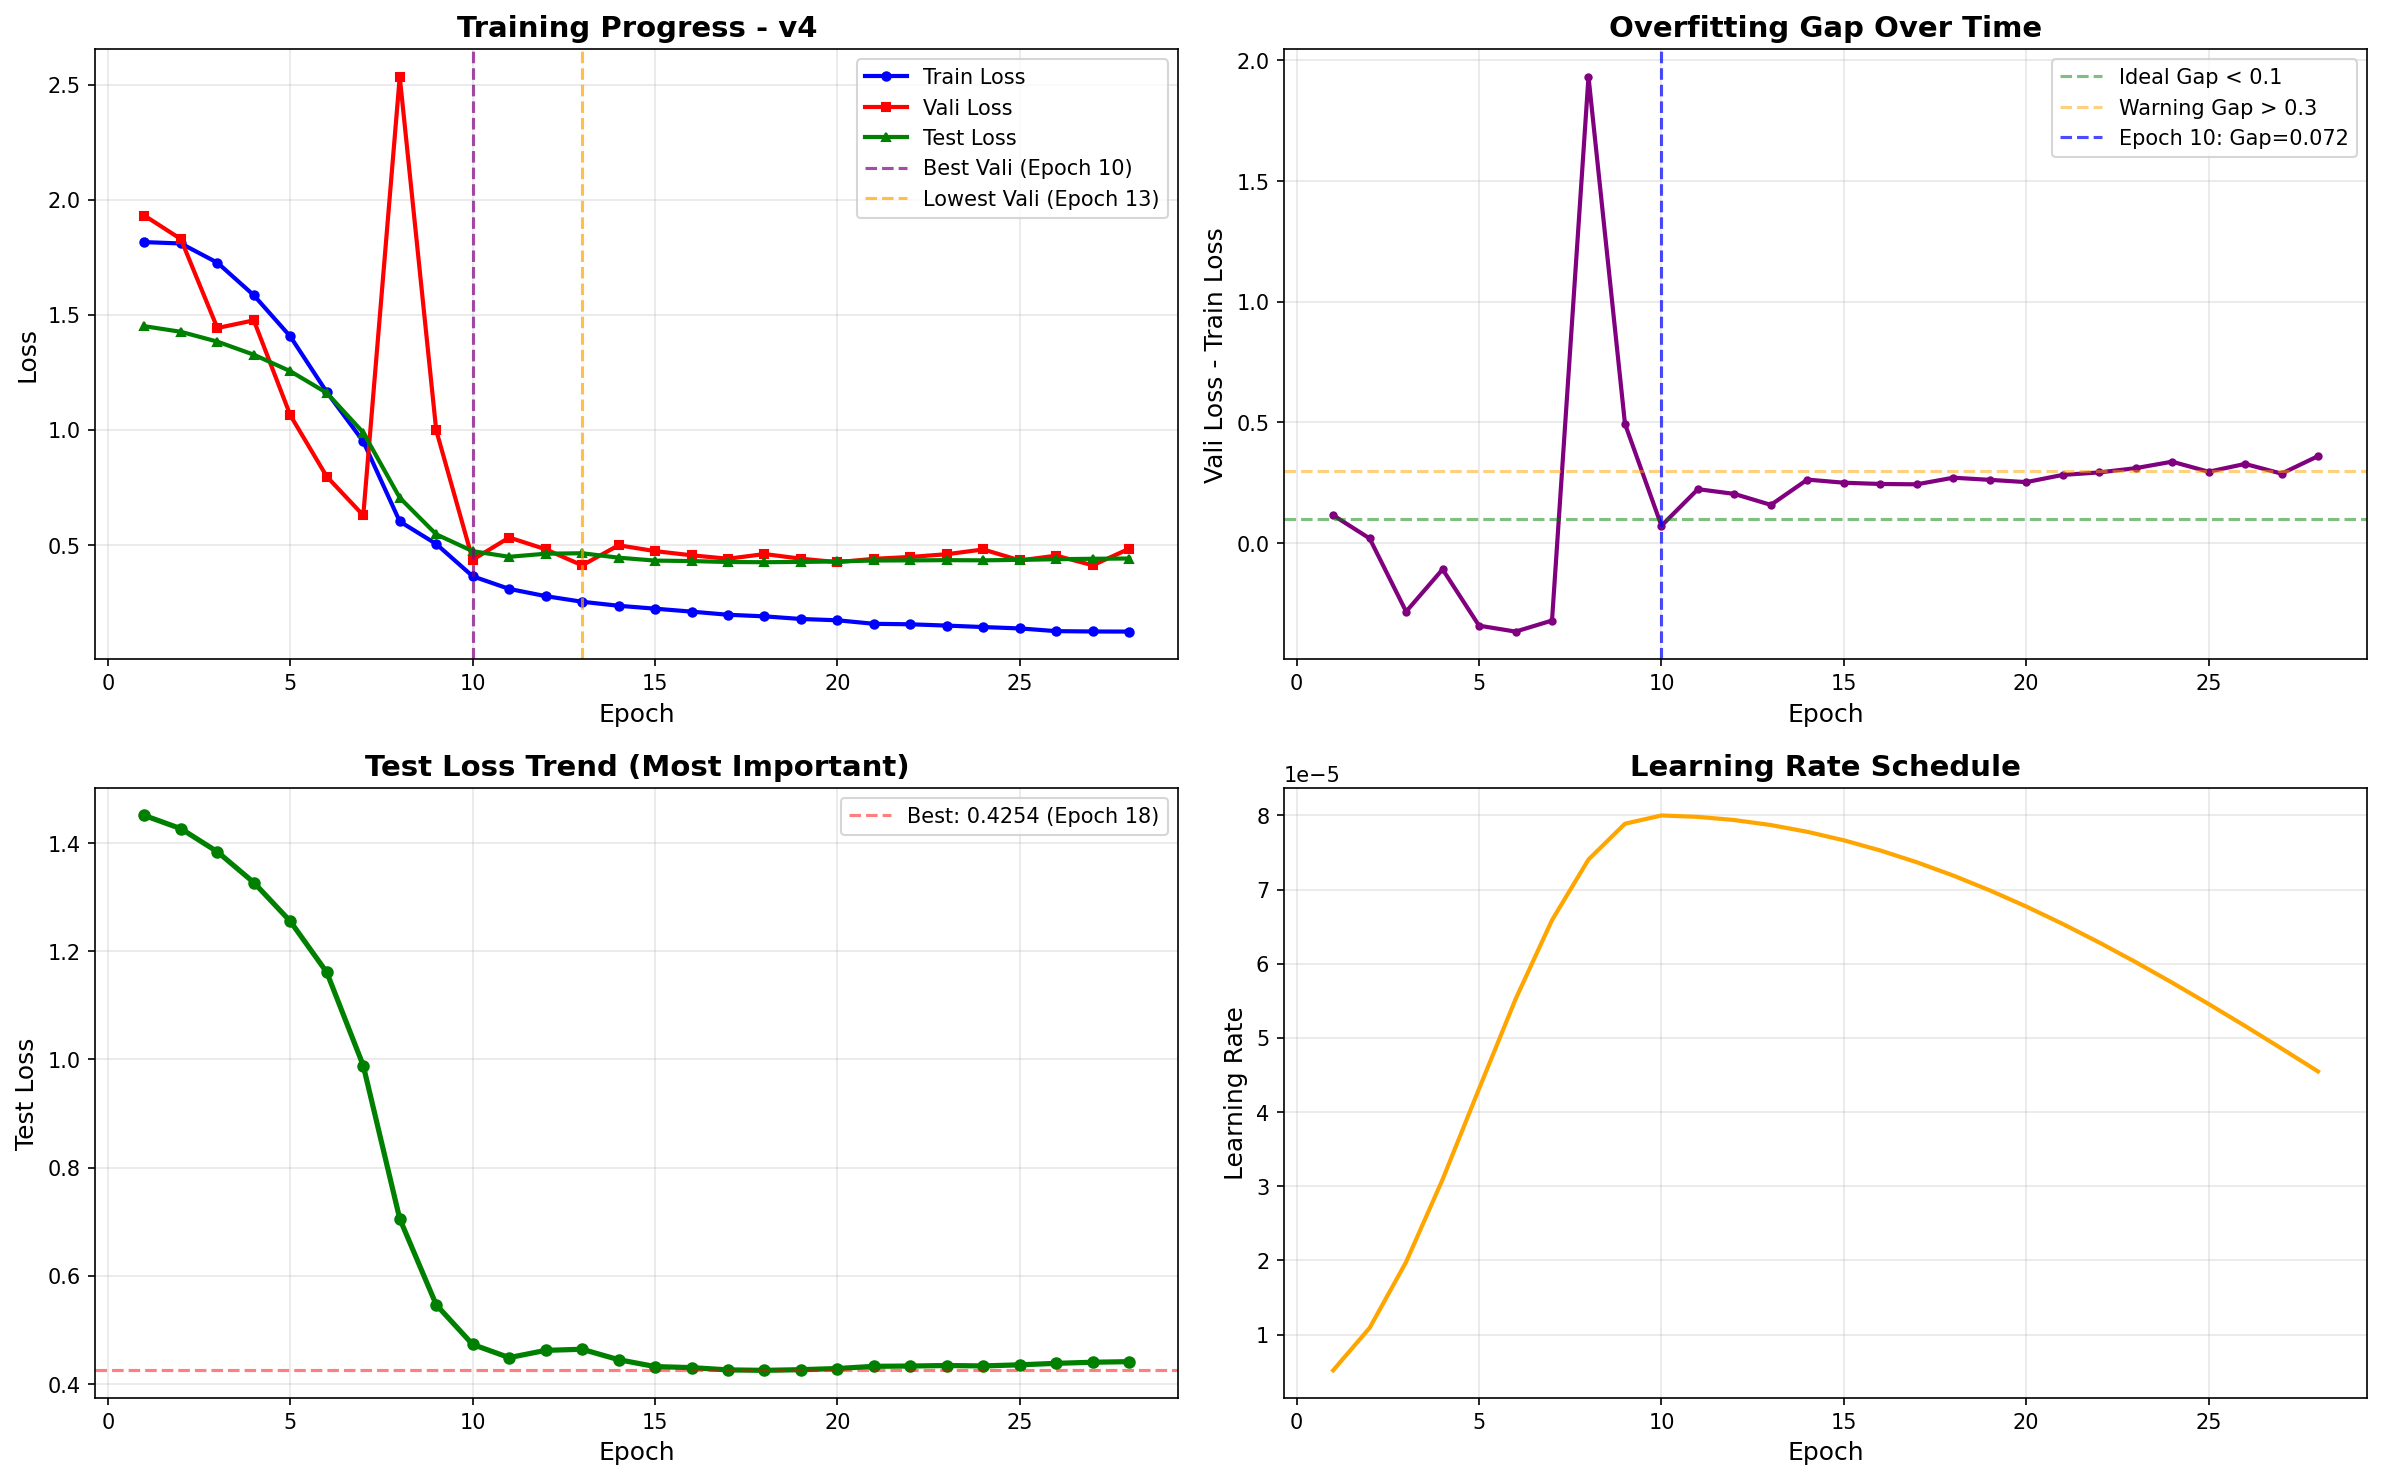 Training Progress - v4
Loss
2.5
2.0
1.5
1.0
0.5
0 5 10 15 20 25
Epoch
Train Loss
Vali Loss
Test Loss
Best Vali (Epoch 10)
Lowest Vali (Epoch 13)
Overfitting Gap Over Time
Vali Loss - Train Loss
2.0
1.5
1.0
0.5
0.0
0 5 10 15 20 25
Epoch
Ideal Gap < 0.1
Warning Gap > 0.3
Epoch 10: Gap=0.072
Test Loss Trend (Most Important)
Test Loss
1.4
1.2
1.0
0.8
0.6
0.4
0 5 10 15 20 25
Epoch
Best: 0.4254 (Epoch 18)
Learning Rate Schedule
1e−5
Learning Rate
8
7
6
5
4
3
2
1
0 5 10 15 20 25
Epoch